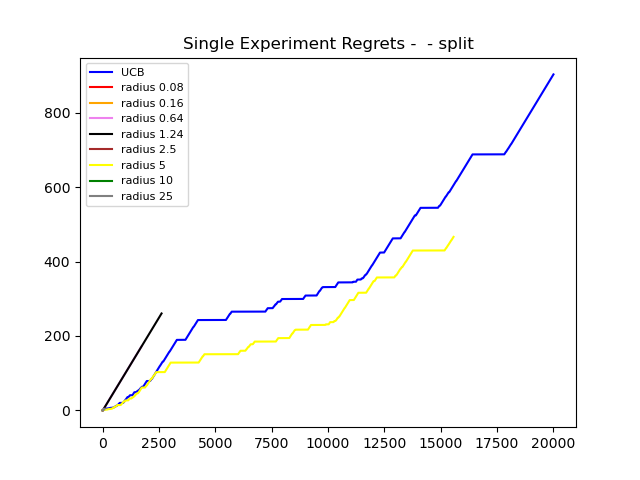 Single Experiment Regrets -  - split
UCB
radius 0.08
radius 0.16
radius 0.64
radius 1.24
radius 2.5
radius 5
radius 10
radius 25
800
600
400
200
0
0 2500 5000 7500 10000 12500 15000 17500 20000